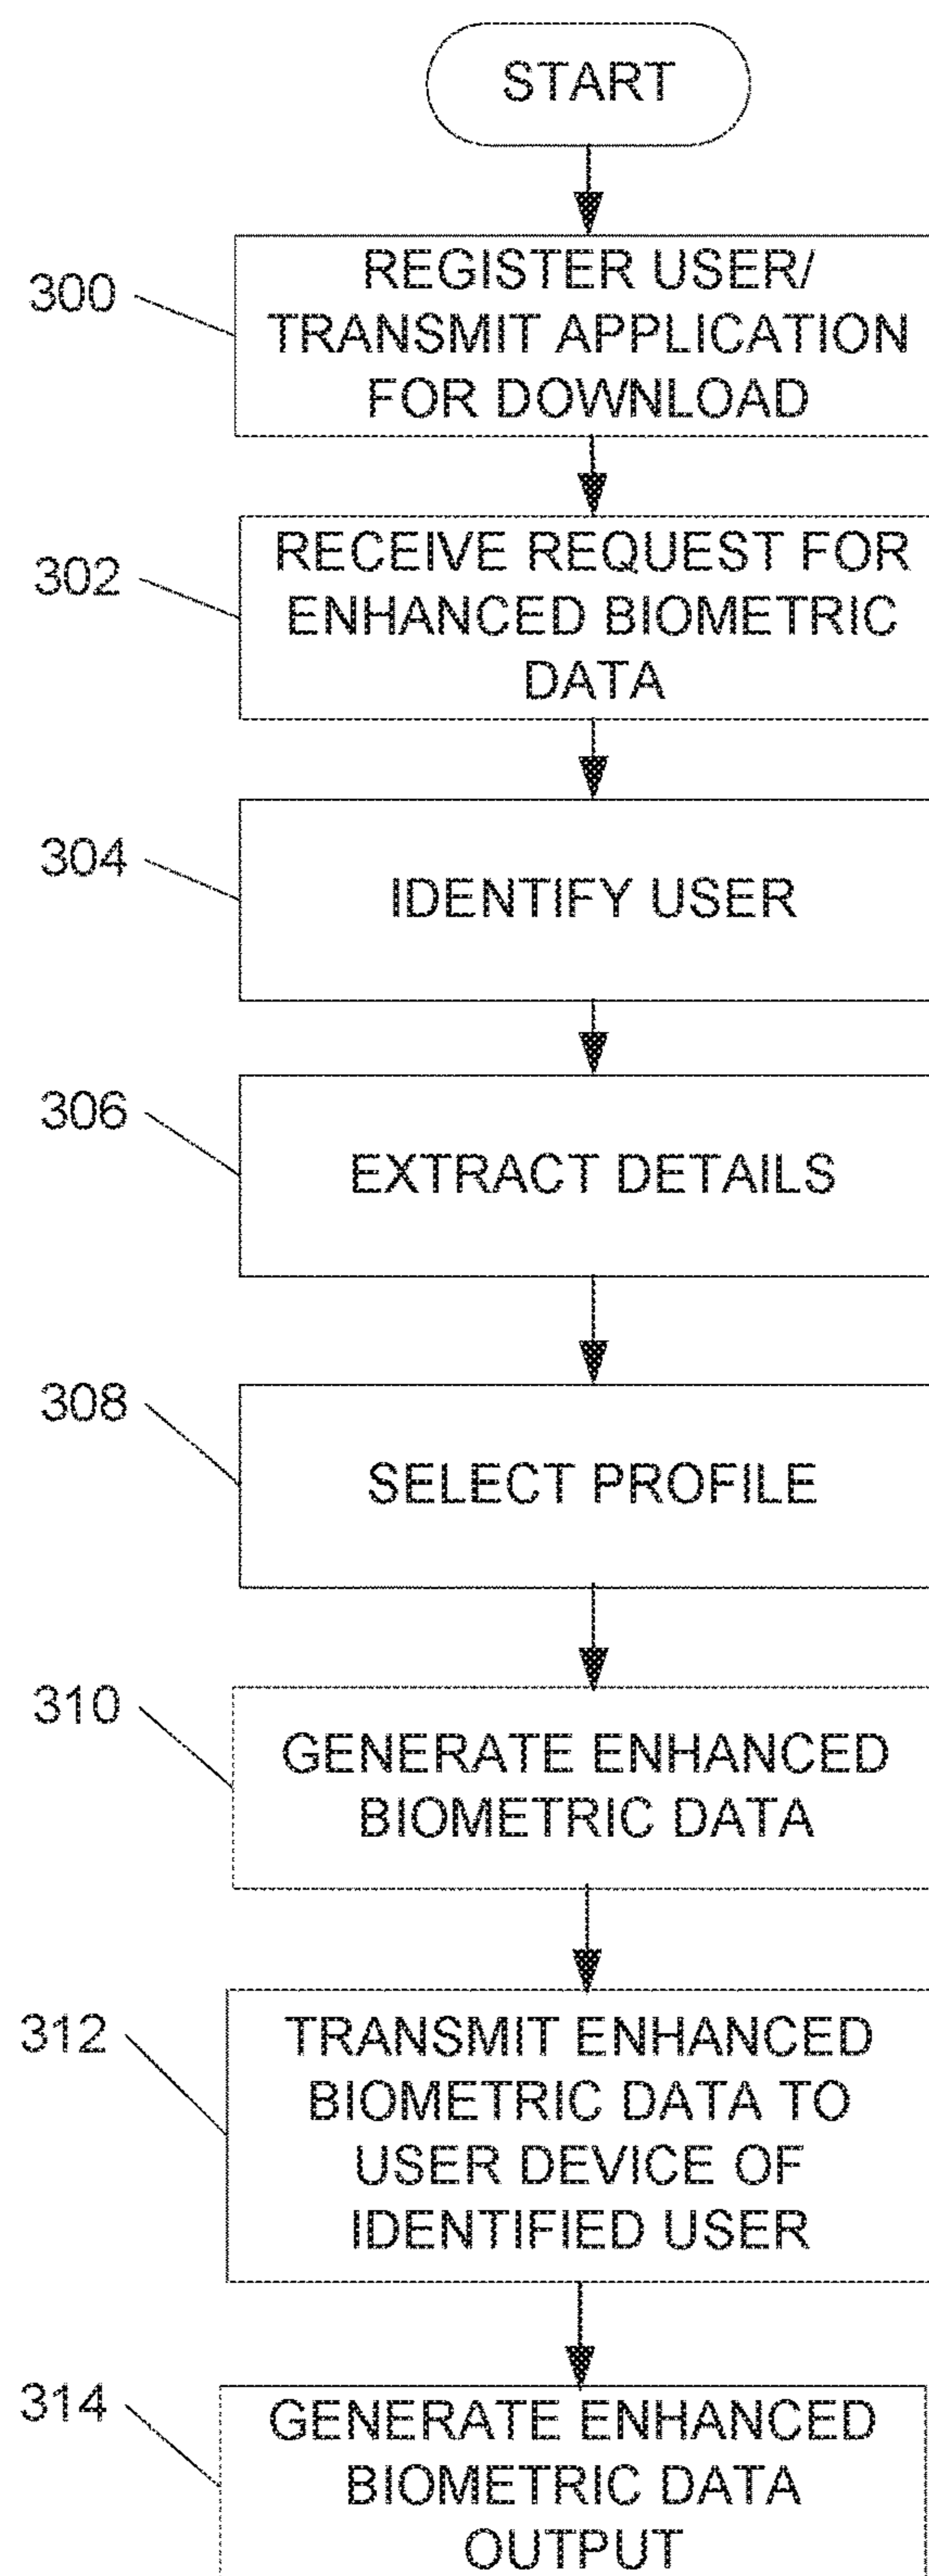 START
300
REGISTER USER/
TRANSMIT APPLICATION
FOR DOWNLOAD
302
RECEIVE REQUEST FOR
ENHANCED BIOMETRIC
DATA
304
IDENTIFY USER
306
EXTRACT DETAILS
308
SELECT PROFILE
310
GENERATE ENHANCED
BIOMETRIC DATA
312
TRANSMIT ENHANCED
BIOMETRIC DATA TO
USER DEVICE OF
IDENTIFIED USER
314
GENERATE ENHANCED
BIOMETRIC DATA
OUTPUT